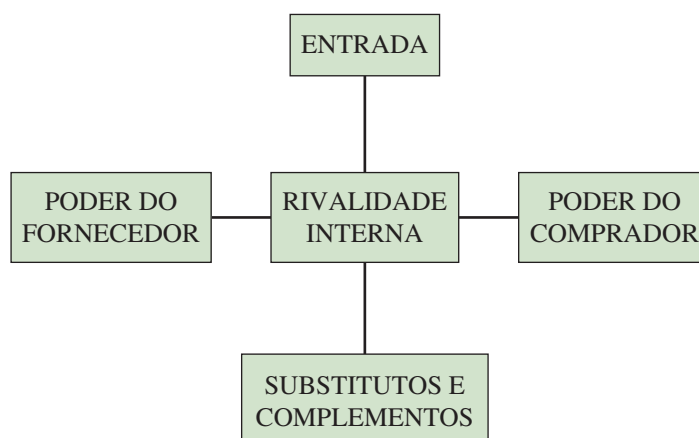 ENTRADA
PODER DO
FORNECEDOR
RIVALIDADE
INTERNA
PODER DO
COMPRADOR
SUBSTITUTOS E
COMPLEMENTOS